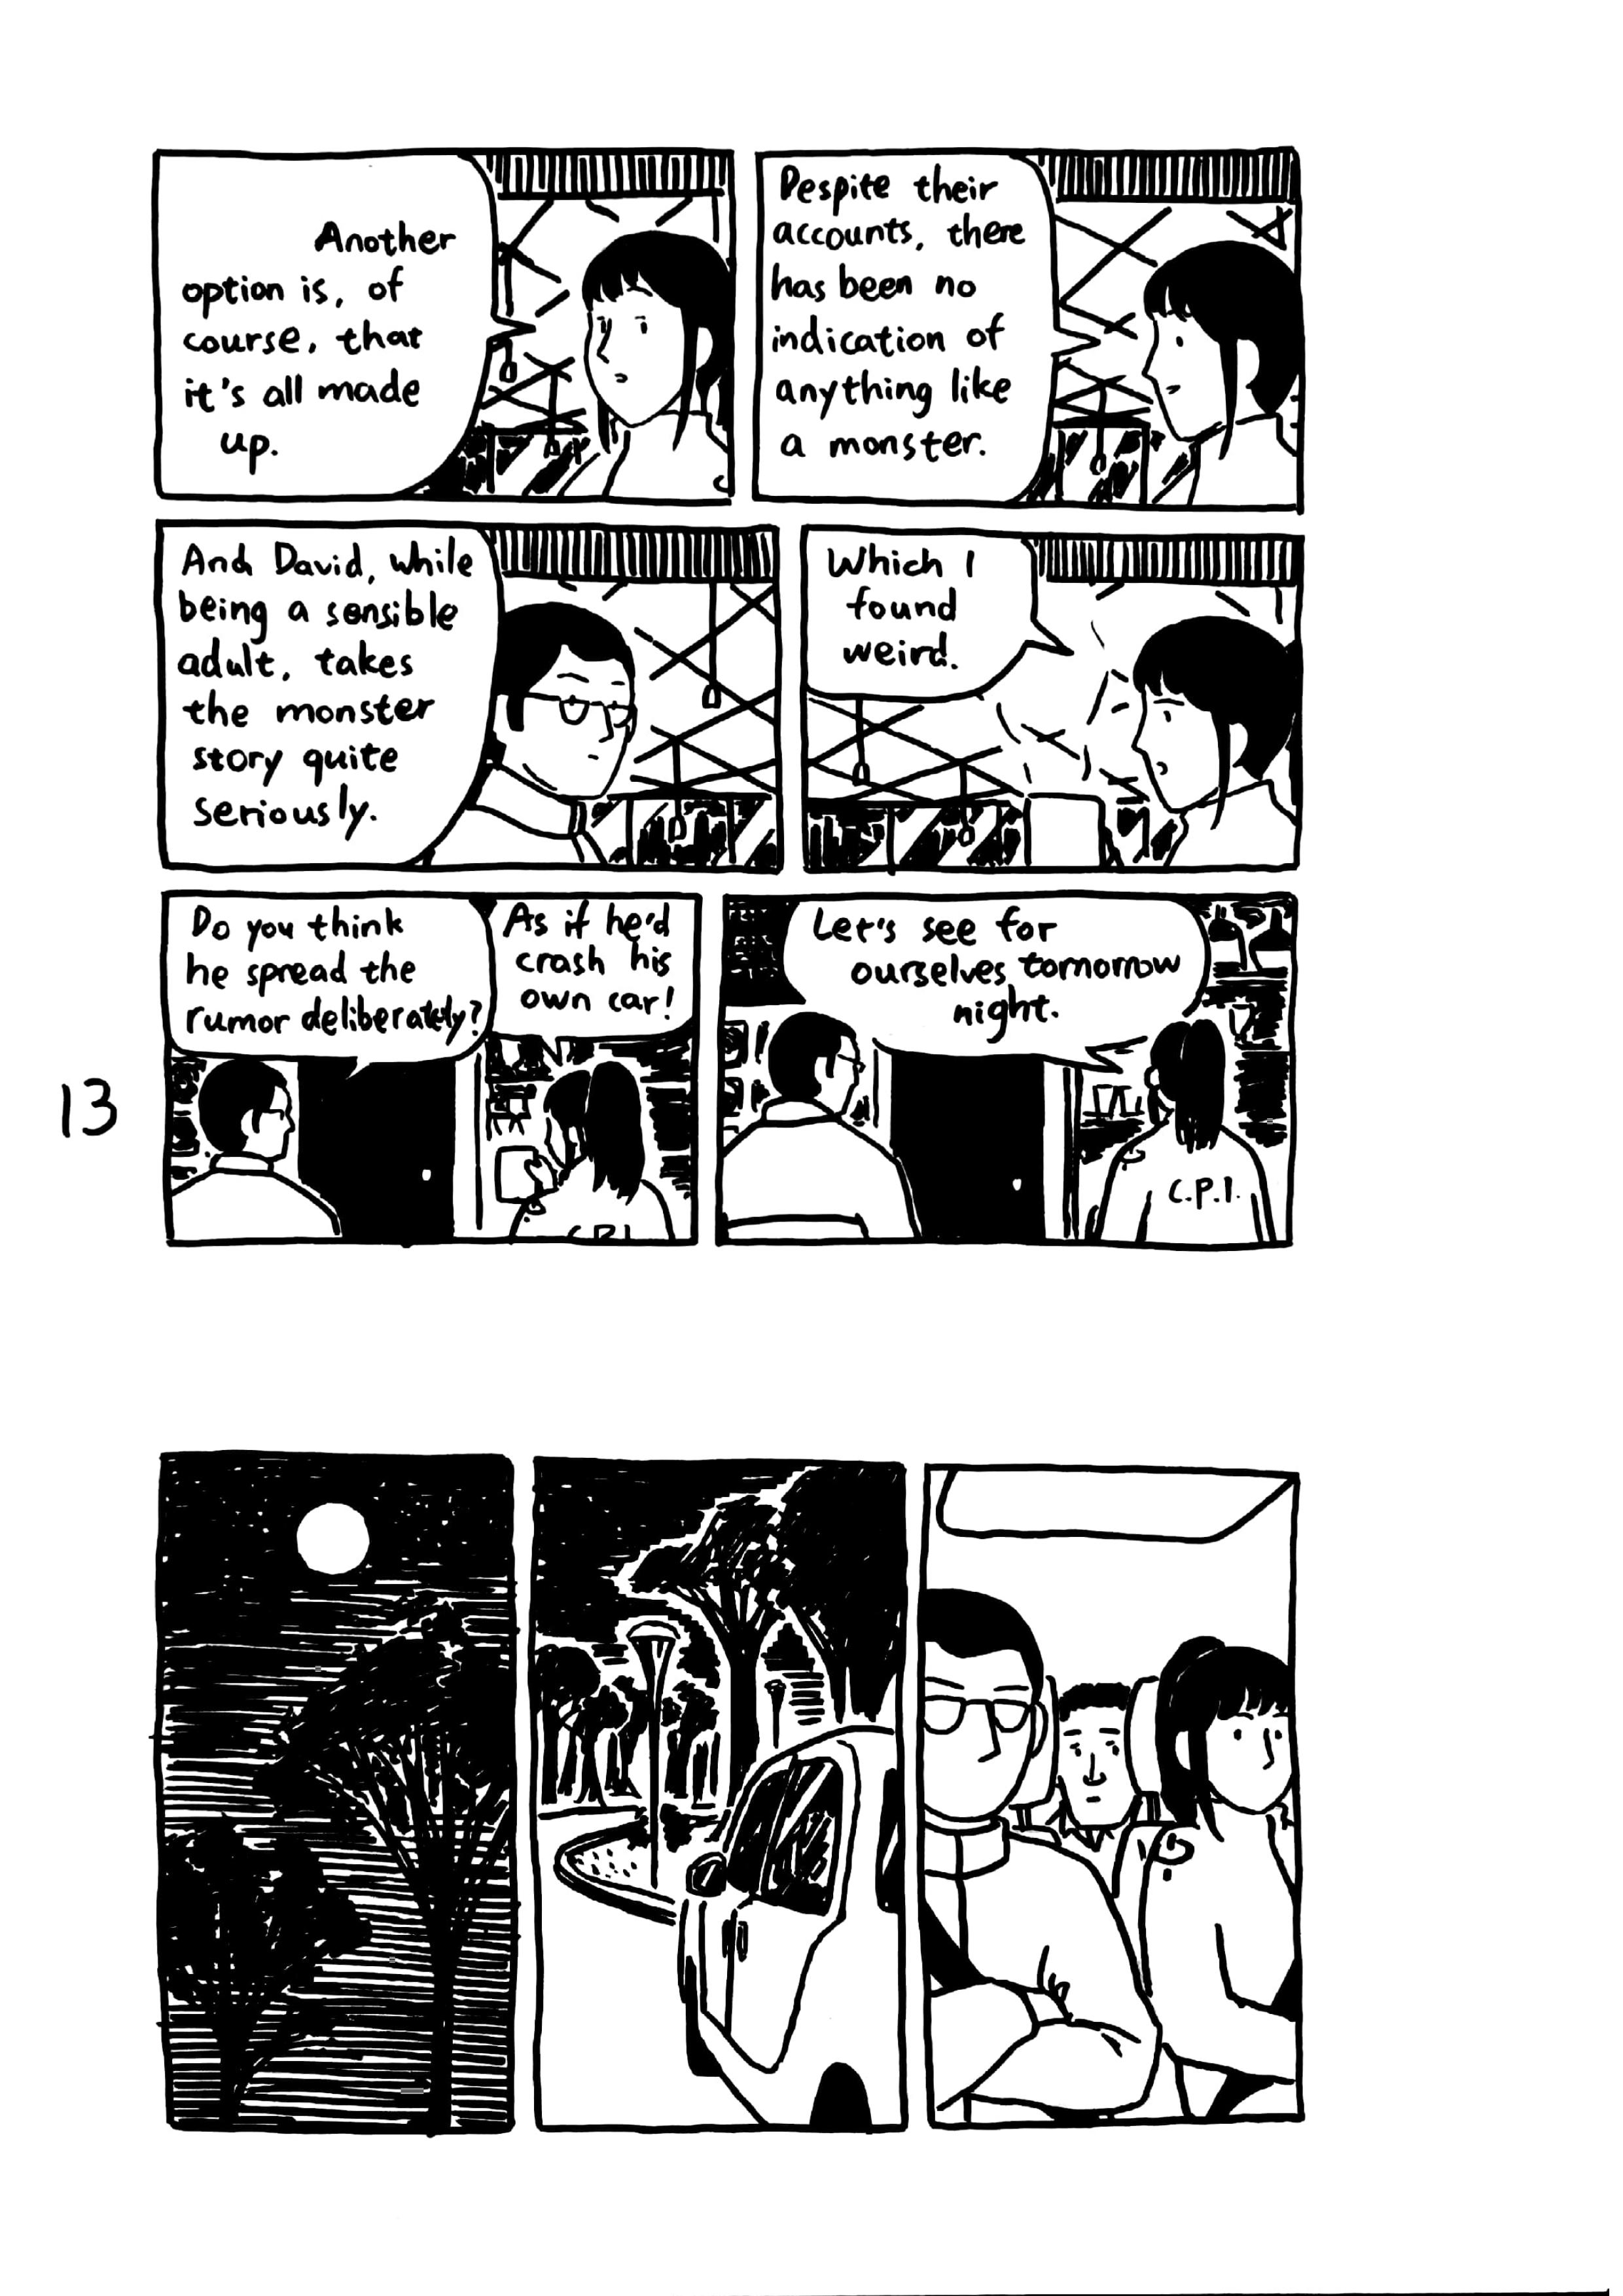 Another
option is, of
course, that
it's all made
up.
Despite their
accounts, there
has been no
indication of
anything like
a monster.
And David, while
being a sensible
adult, takes
the monster
story quite
seriously.
Which I
found
weird.
Do you think
he spread the
rumor deliberately?
As if he'd
crash his
own car!
C.P.I.
Let's see for
ourselves tomorrow
night.
C.P.I.
13